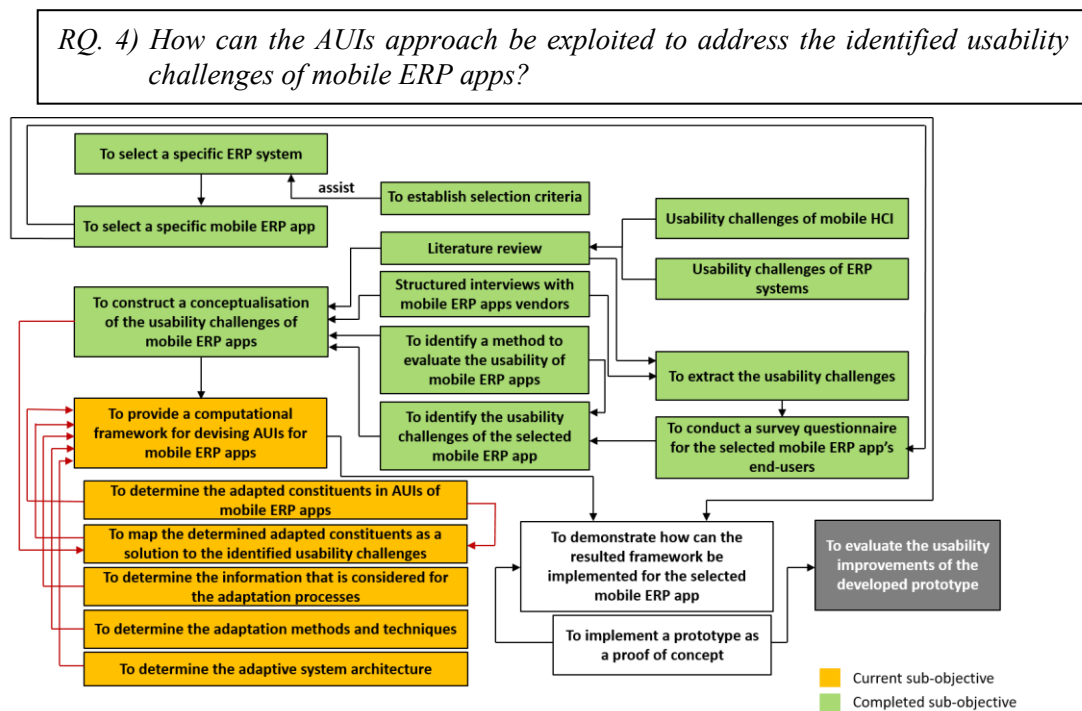 RQ. 4) How can the AUIs approach be exploited to address the identified usability
challenges of mobile ERP apps?
To select a specific ERP system
assist
To establish selection criteria
To select a specific mobile ERP app
Usability challenges of mobile HCI
Literature review
Usability challenges of ERP
systems
Structured interviews with
mobile ERP apps vendors
To construct a conceptualisation
of the usability challenges of
mobile ERP apps
To identify a method to
evaluate the usability of
mobile ERP apps
To extract the usability challenges
To provide a computational
framework for devising AUIs for
mobile ERP apps
To identify the usability
challenges of the selected
mobile ERP app
To conduct a survey questionnaire
for the selected mobile ERP app's
end-users
To determine the adapted constituents in AUIs of
mobile ERP apps
To map the determined adapted constituents as a
solution to the identified usability challenges
To determine the information that is considered for
the adaptation processes
To determine the adaptation methods and techniques
To determine the adaptive system architecture
To demonstrate how can the
resulted framework be
implemented for the selected
mobile ERP app
To implement a prototype as
a proof of concept
To evaluate the usability
improvements of the
developed prototype
Current sub-objective
Completed sub-objective